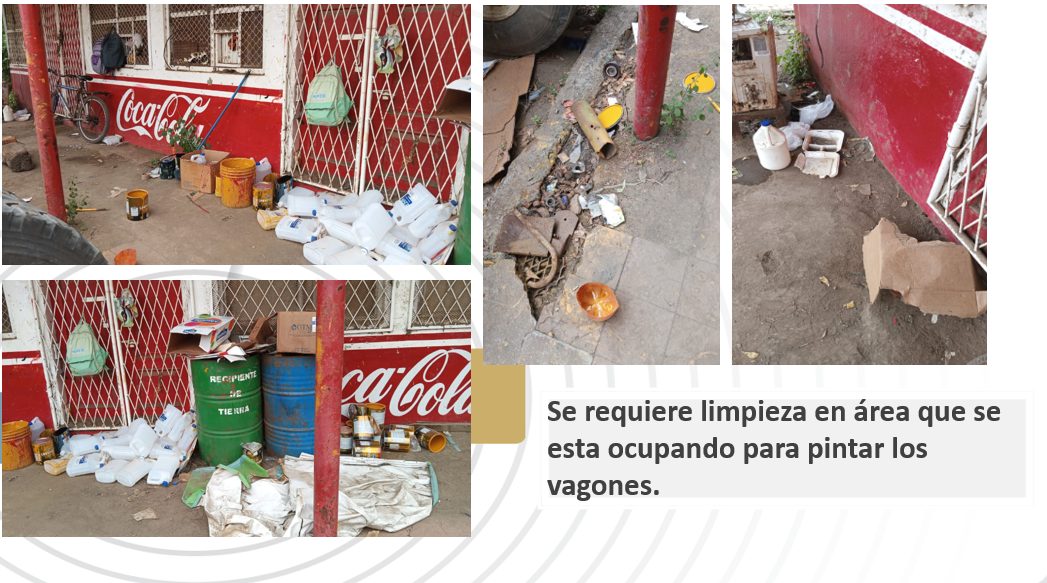 Coca-Cola
RECIPIENTE
DE
TIERRA
ca-Cola
Se requiere limpieza en área que se
esta ocupando para pintar los
vagones.